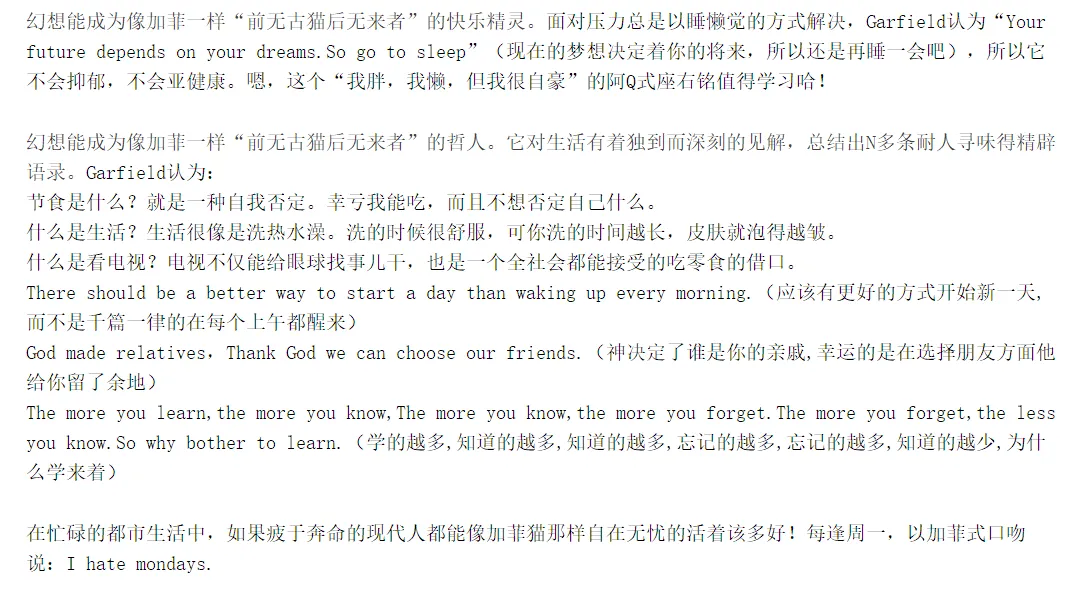 幻想能成为像加菲一样“前无古猫后无来者”的快乐精灵。面对压力总是以睡懒觉的方式解决，Garfield认为“Your
future depends on your dreams.So go to sleep”（现在的梦想决定着你的将来，所以还是再睡一会吧），所以它
不会抑郁，不会亚健康。嗯，这个“我胖，我懒，但我很自豪”的阿Q式座右铭值得学习哈！
幻想能成为像加菲一样“前无古猫后无来者”的哲人。它对生活有着独到而深刻的见解，总结出N多条耐人寻味得精辟
语录。Garfield认为：
节食是什么？就是一种自我否定。幸亏我能吃，而且不想否定自己什么。
什么是生活？生活很像是洗热水澡。洗的时候很舒服，可你洗的时间越长，皮肤就泡得越皱。
什么是看电视？电视不仅能给眼球找事儿干，也是一个全社会都能接受的吃零食的借口。
There should be a better way to start a day than waking up every morning.（应该有更好的方式开始新一天,
而不是千篇一律的在每个上午都醒来）
God made relatives，Thank God we can choose our friends.（神决定了谁是你的亲戚,幸运的是在选择朋友方面他
给你留了余地）
The more you learn,the more you know,The more you know,the more you forget.The more you forget,the less
you know.So why bother to learn.（学的越多,知道的越多,知道的越多,忘记的越多,忘记的越多,知道的越少,为什
么学来着）
在忙碌的都市生活中，如果疲于奔命的现代人都能像加菲猫那样自在无忧的活着该多好！每逢周一，以加菲式口吻
说：I hate mondays.